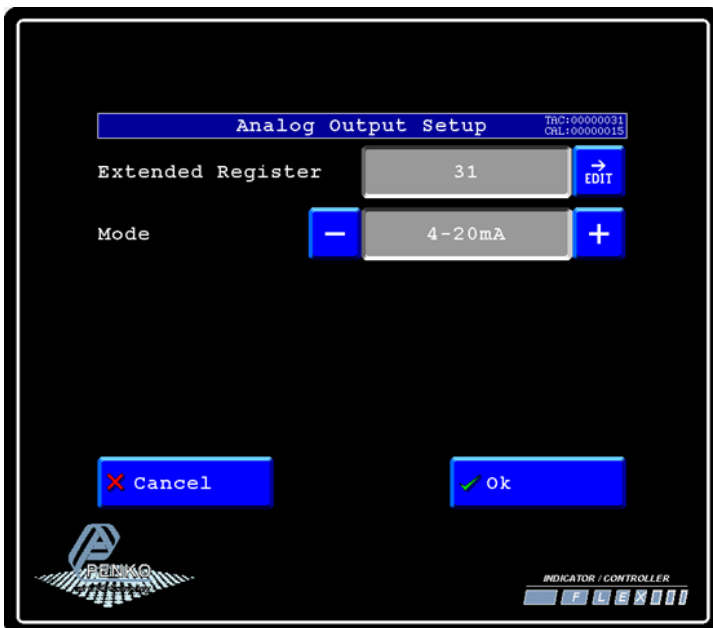 Analog Output Setup
TAC:00000031
CAL:00000015
Extended Register
31
EDIT
Mode
−
4-20mA
+
Cancel
Ok
PENKO
INDICATOR / CONTROLLER
FLEX